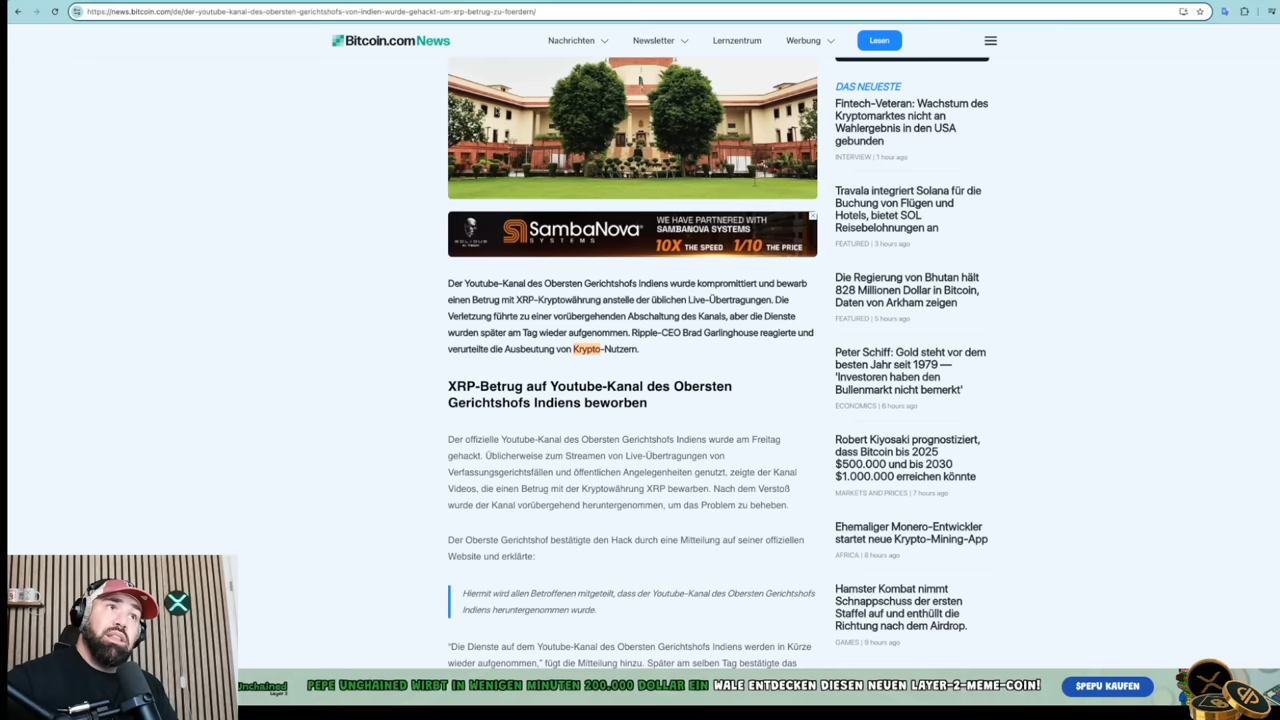 https://news.bitcoin.com/de/der-youtube-kanal-des-obersten-gerichtshofs-von-indien-wurde-gehackt-um-xrp-betrug-zu-foerdern/
Bitcoin.com News
Nachrichten
Newsletter
Lernzentrum
Werbung
Lesen
SambaNova
SYSTEMS
WE HAVE PARTNERED WITH
SAMBANOVA SYSTEMS
10X THE SPEED 1/10 THE PRICE
Der Youtube-Kanal des Obersten Gerichtshofs Indiens wurde kompromittiert und bewarb
einen Betrug mit XRP-Kryptowährung anstelle der üblichen Live-Übertragungen. Die
Verletzung führte zu einer vorübergehenden Abschaltung des Kanals, aber die Dienste
wurden später am Tag wieder aufgenommen. Ripple-CEO Brad Garlinghouse reagierte und
verurteilte die Ausbeutung von Krypto-Nutzern.
XRP-Betrug auf Youtube-Kanal des Obersten
Gerichtshofs Indiens beworben
Der offizielle Youtube-Kanal des Obersten Gerichtshofs Indiens wurde am Freitag
gehackt. Üblicherweise zum Streamen von Live-Übertragungen von
Verfassungsgerichtsfällen und öffentlichen Angelegenheiten genutzt, zeigte der Kanal
Videos, die einen Betrug mit der Kryptowährung XRP bewarben. Nach dem Verstoß
wurde der Kanal vorübergehend heruntergenommen, um das Problem zu beheben.
Der Oberste Gerichtshof bestätigte den Hack durch eine Mitteilung auf seiner offiziellen
Website und erklärte:
Hiermit wird allen Betroffenen mitgeteilt, dass der Youtube-Kanal des Obersten Gerichtshofs
Indiens heruntergenommen wurde.
"Die Dienste auf dem Youtube-Kanal des Obersten Gerichtshofs Indiens werden in Kürze
wieder aufgenommen," fügt die Mitteilung hinzu. Später am selben Tag bestätigte das
DAS NEUESTE
Fintech-Veteran: Wachstum des
Kryptomarktes nicht an
Wahlergebnis in den USA
gebunden
INTERVIEW | 1 hour ago
Travala integriert Solana für die
Buchung von Flügen und
Hotels, bietet SOL
Reisebelohnungen an
FEATURED | 3 hours ago
Die Regierung von Bhutan hält
828 Millionen Dollar in Bitcoin,
Daten von Arkham zeigen
FEATURED | 5 hours ago
Peter Schiff: Gold steht vor dem
besten Jahr seit 1979 —
'Investoren haben den
Bullenmarkt nicht bemerkt'
ECONOMICS | 6 hours ago
Robert Kiyosaki prognostiziert,
dass Bitcoin bis 2025
$500.000 und bis 2030
$1.000.000 erreichen könnte
MARKETS AND PRICES | 7 hours ago
Ehemaliger Monero-Entwickler
startet neue Krypto-Mining-App
AFRICA | 8 hours ago
Hamster Kombat nimmt
Schnappschuss der ersten
Staffel auf und enthüllt die
Richtung nach dem Airdrop.
GAMES | 9 hours ago
Unchained
PEPE UNCHAINED WIRBT IN WENIGEN MINUTEN 200.000 DOLLAR EIN WALE ENTDECKEN DIESEN NEUEN LAYER-2-MEME-COIN!
$PEPU KAUFEN